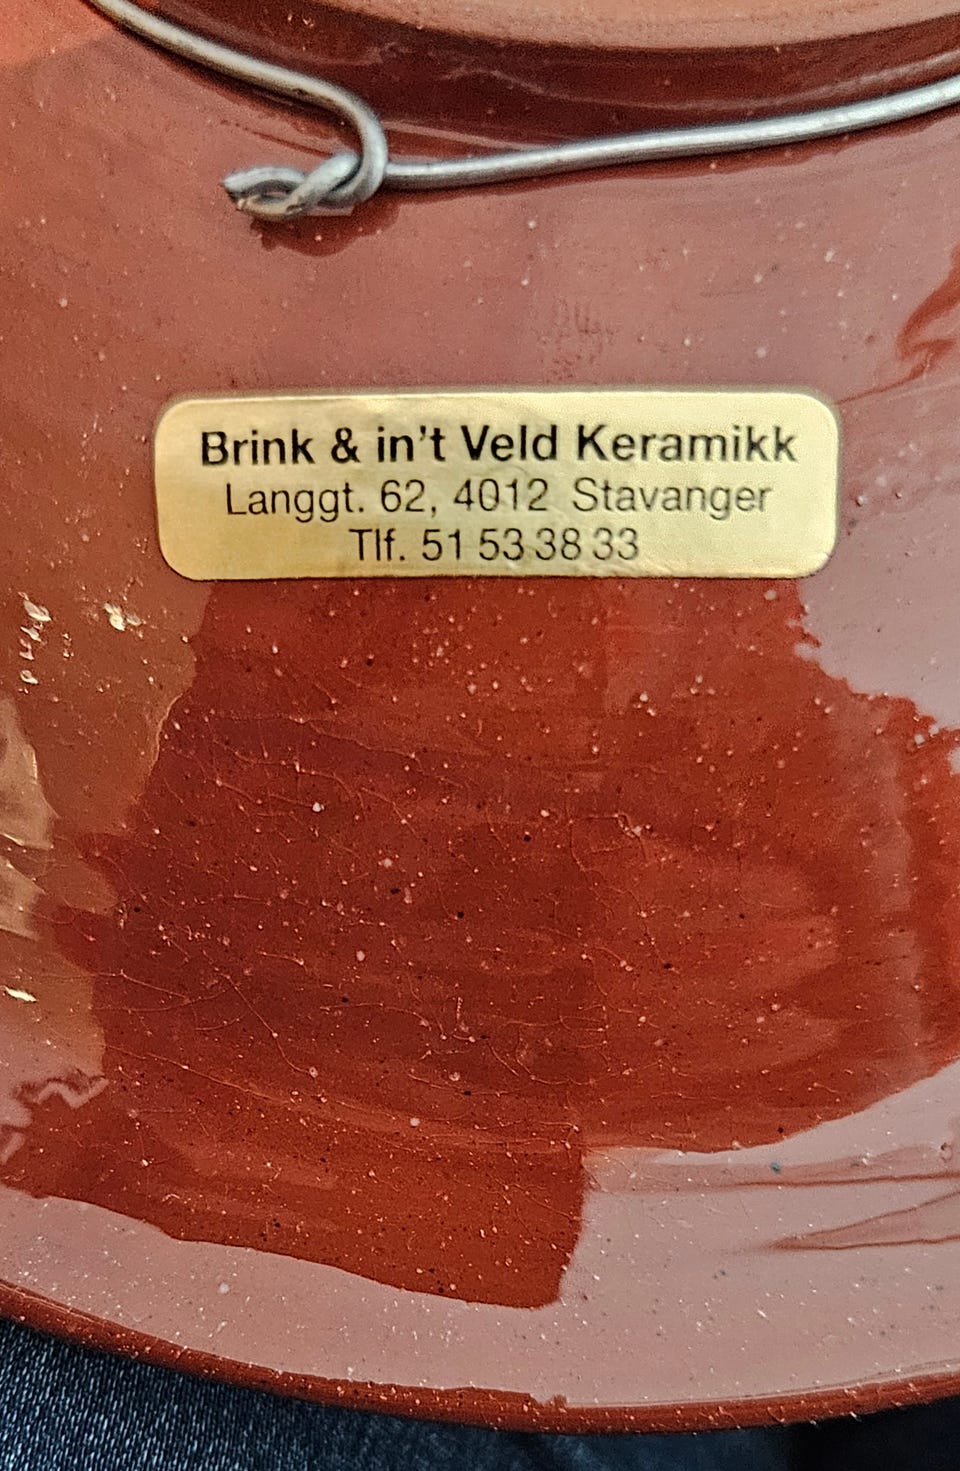 Brink & in't Veld Keramikk
Langgt. 62, 4012 Stavanger
Tlf. 51 53 38 33